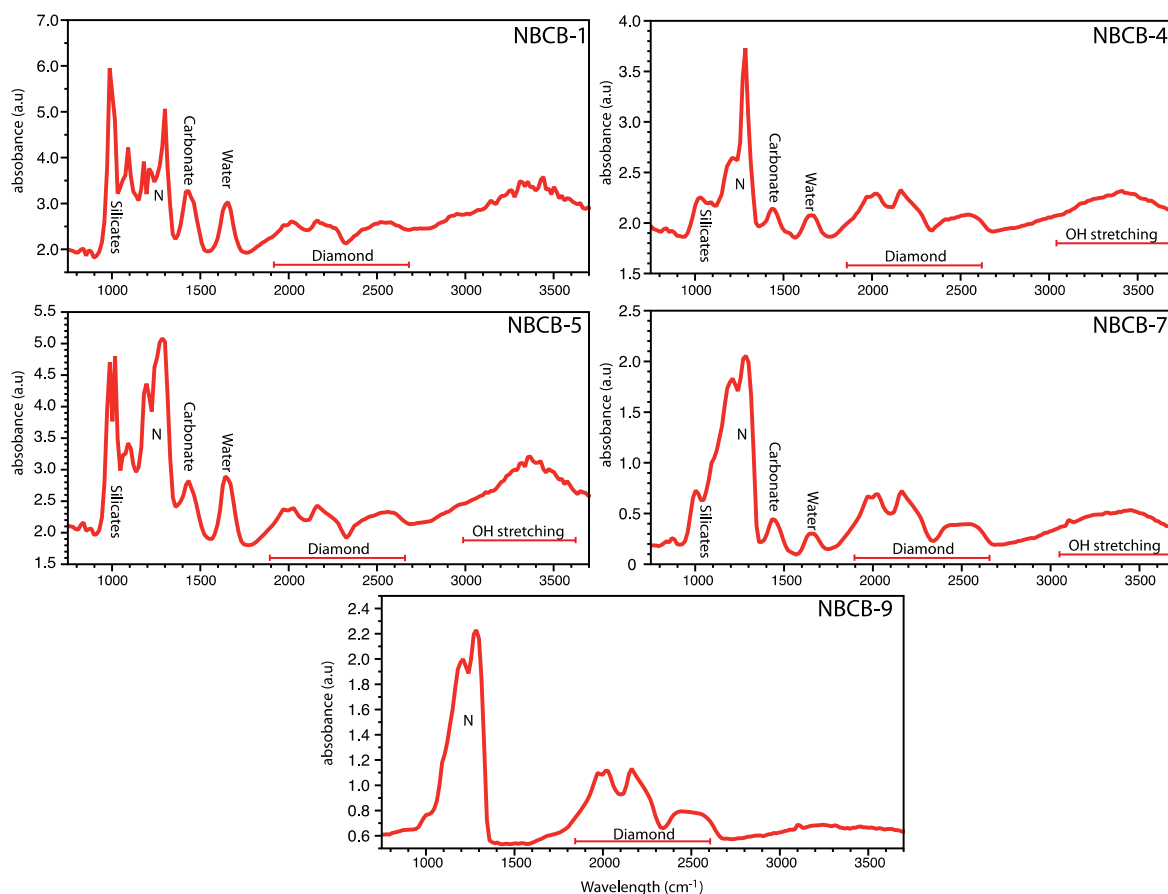 NBCB-1
absobance (a.u)
7.0
6.0
5.0
4.0
3.0
2.0
Silicates
N
Carbonate
Water
Diamond
1000
1500
2000
2500
3000
3500
NBCB-4
absobance (a.u)
4.0
3.5
3.0
2.5
2.0
1.5
Silicates
N
Carbonate
Water
Diamond
OH stretching
1000
1500
2000
2500
3000
3500
NBCB-5
absobance (a.u)
5.5
5.0
4.5
4.0
3.5
3.0
2.5
2.0
1.5
Silicates
N
Carbonate
Water
Diamond
OH stretching
1000
1500
2000
2500
3000
3500
NBCB-7
absobance (a.u)
2.5
2.0
1.5
1.0
0.5
0
Silicates
N
Carbonate
Water
Diamond
OH stretching
1000
1500
2000
2500
3000
3500
NBCB-9
absobance (a.u)
2.4
2.2
2.0
1.8
1.6
1.4
1.2
1.0
0.8
0.6
N
Diamond
1000
1500
2000
2500
3000
3500
Wavelength (cm⁻¹)